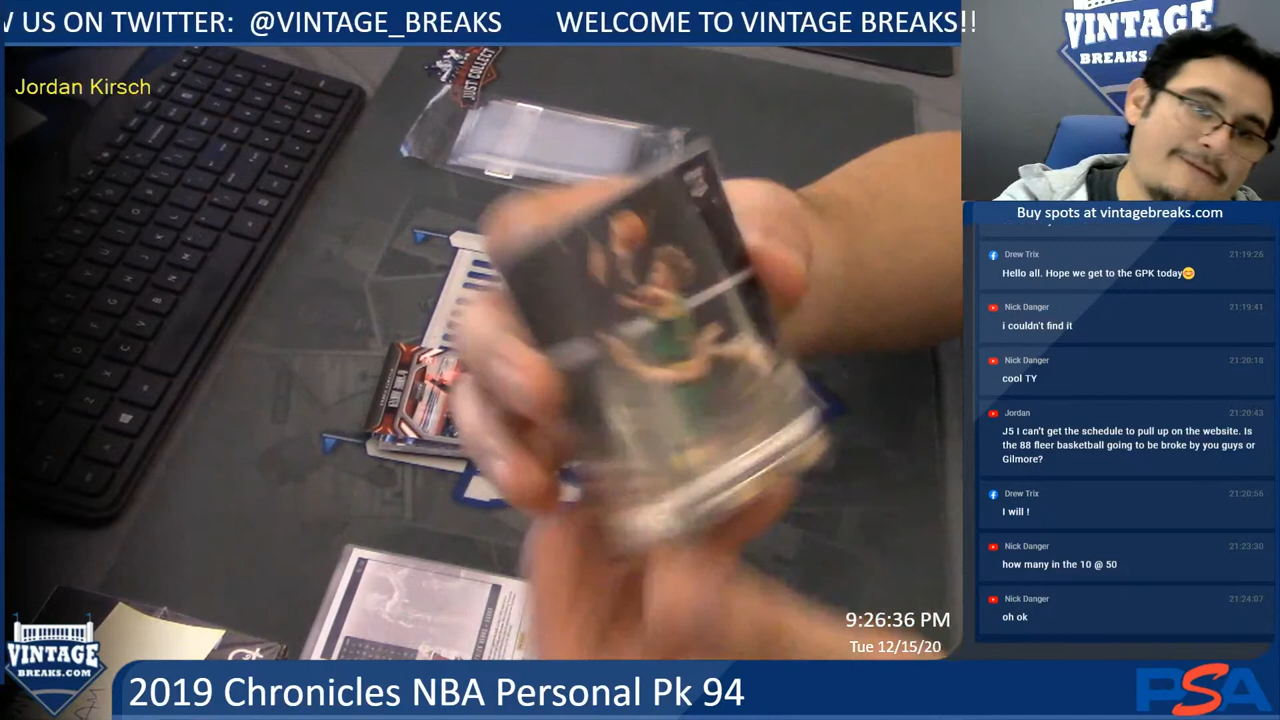 W US ON TWITTER: @VINTAGE_BREAKS WELCOME TO VINTAGE BREAKS!!
Jordan Kirsch
JUST COLLECT
VINTAGE
BREAKS.
Buy spots at vintagebreaks.com
Drew Trix 21:19:26
Hello all. Hope we get to the GPK today😊
Nick Danger 21:19:41
i couldn't find it
Nick Danger 21:20:18
cool TY
Jordan 21:20:43
J5 I can't get the schedule to pull up on the website. Is
the 88 fleer basketball going to be broke by you guys or
Gilmore?
Drew Trix 21:20:56
I will !
Nick Danger 21:23:30
how many in the 10 @ 50
Nick Danger 21:24:07
oh ok
9:26:36 PM
Tue 12/15/20
VINTAGE
BREAKS.COM
2019 Chronicles NBA Personal Pk 94
PSA